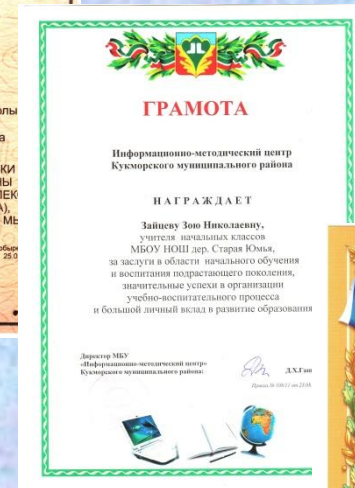 ГРАМОТА
Информационно-методический центр
Кукморского муниципального района
НАГРАЖДАЕТ
Зайцеву Зою Николаевну,
учителя начальных классов
МБОУ НОШ дер. Старая Юмья,
за заслуги в области начального обучения
и воспитания подрастающего поколения,
значительные успехи в организации
учебно-воспитательного процесса
и большой личный вклад в развитие образования
Директор МБУ
«Информационно-методический центр»
Кукморского муниципального района: